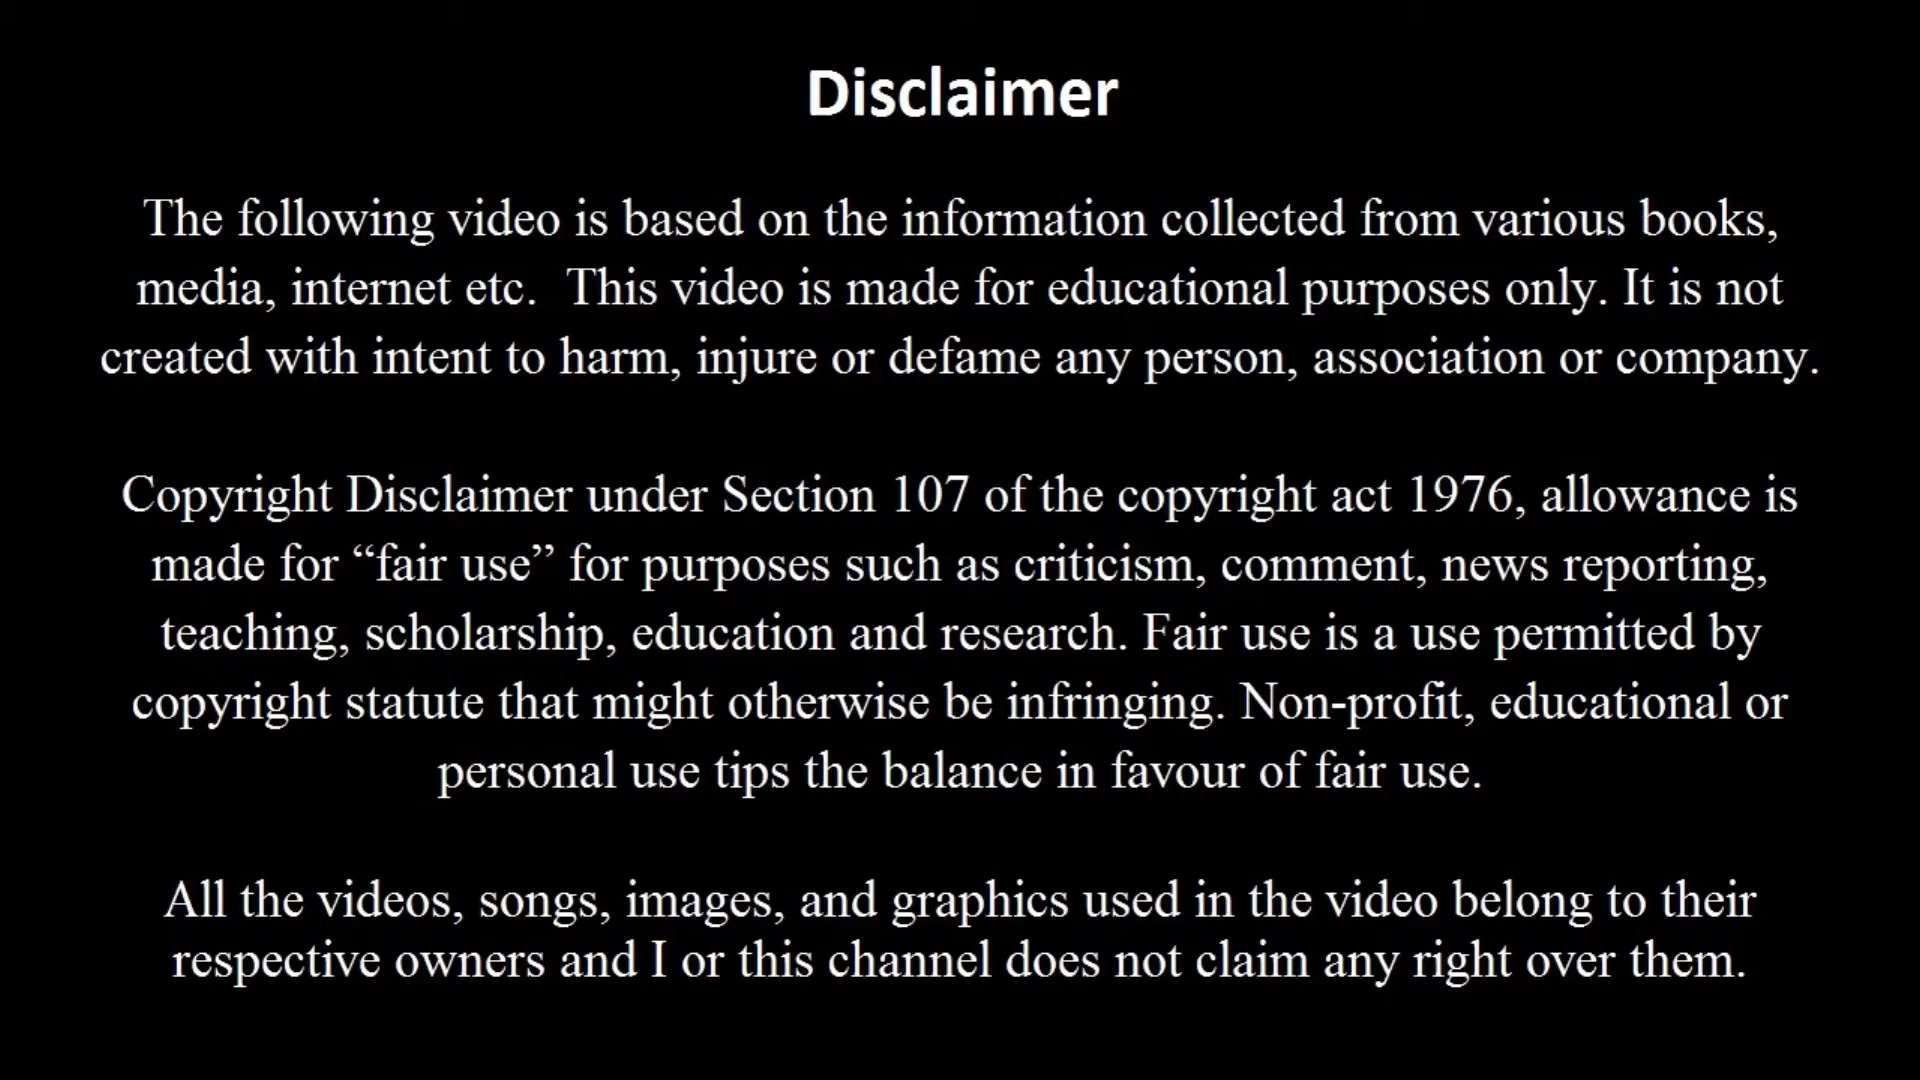 Disclaimer
The following video is based on the information collected from various books,
media, internet etc.  This video is made for educational purposes only. It is not
created with intent to harm, injure or defame any person, association or company.
Copyright Disclaimer under Section 107 of the copyright act 1976, allowance is
made for “fair use” for purposes such as criticism, comment, news reporting,
teaching, scholarship, education and research. Fair use is a use permitted by
copyright statute that might otherwise be infringing. Non-profit, educational or
personal use tips the balance in favour of fair use.
All the videos, songs, images, and graphics used in the video belong to their
respective owners and I or this channel does not claim any right over them.